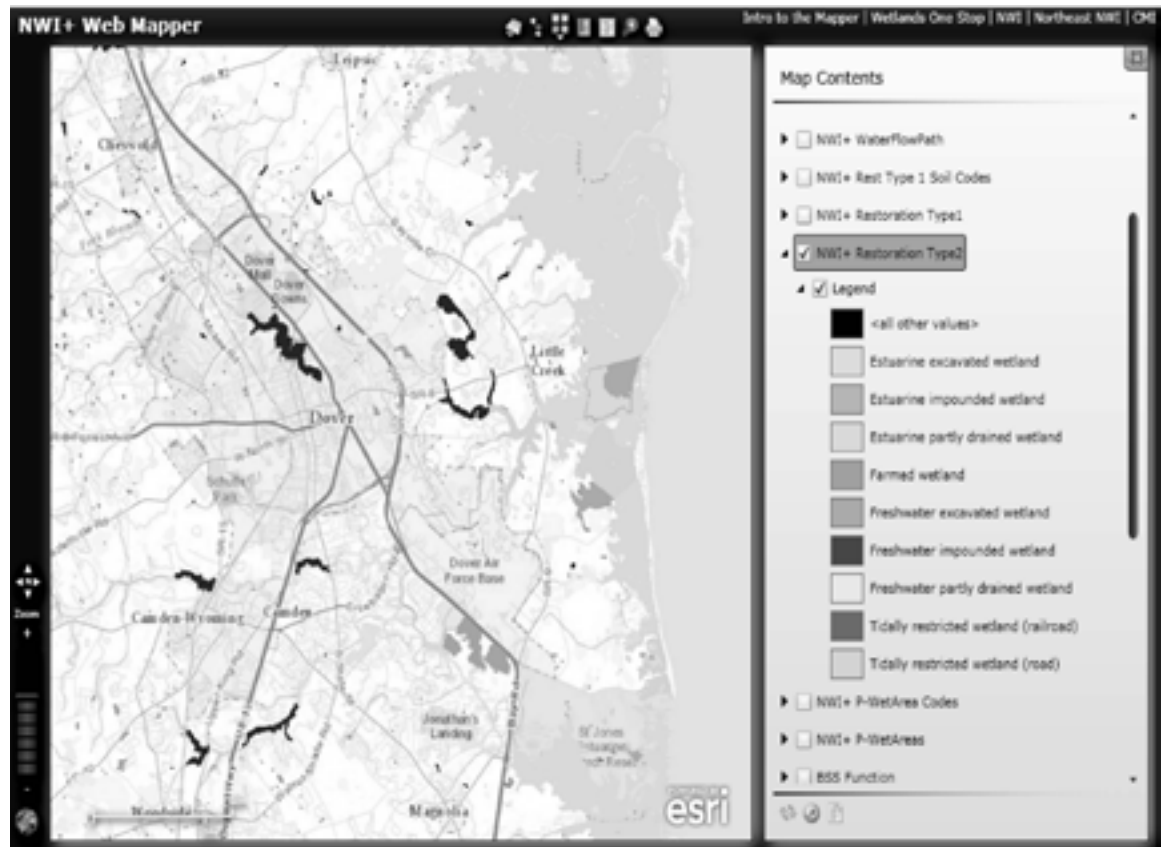 NWI+ Web Mapper
Intro to the Mapper | Wetlands One Stop | NWI | Northeast NWI | CMI
Map Contents
NWI+ WaterFlowPath
NWI+ Rest Type 1 Soil Codes
NWI+ Restoration Type1
NWI+ Restoration Type2
Legend
<all other values>
Estuarine excavated wetland
Estuarine impounded wetland
Estuarine partly drained wetland
Farmed wetland
Freshwater excavated wetland
Freshwater impounded wetland
Freshwater partly drained wetland
Tidally restricted wetland (railroad)
Tidally restricted wetland (road)
NWI+ P-WetArea Codes
NWI+ P-WetAreas
BSS Function
Leipsic
Cheswold
Dover
Mall
Dover
Downs
Little
Creek
Dover
Dover Air
Force Base
Camden-Wyoming
Camden
Jonathan's
Landing
St Jones
Magnolia
Woodside
Zoom
+
-
esri